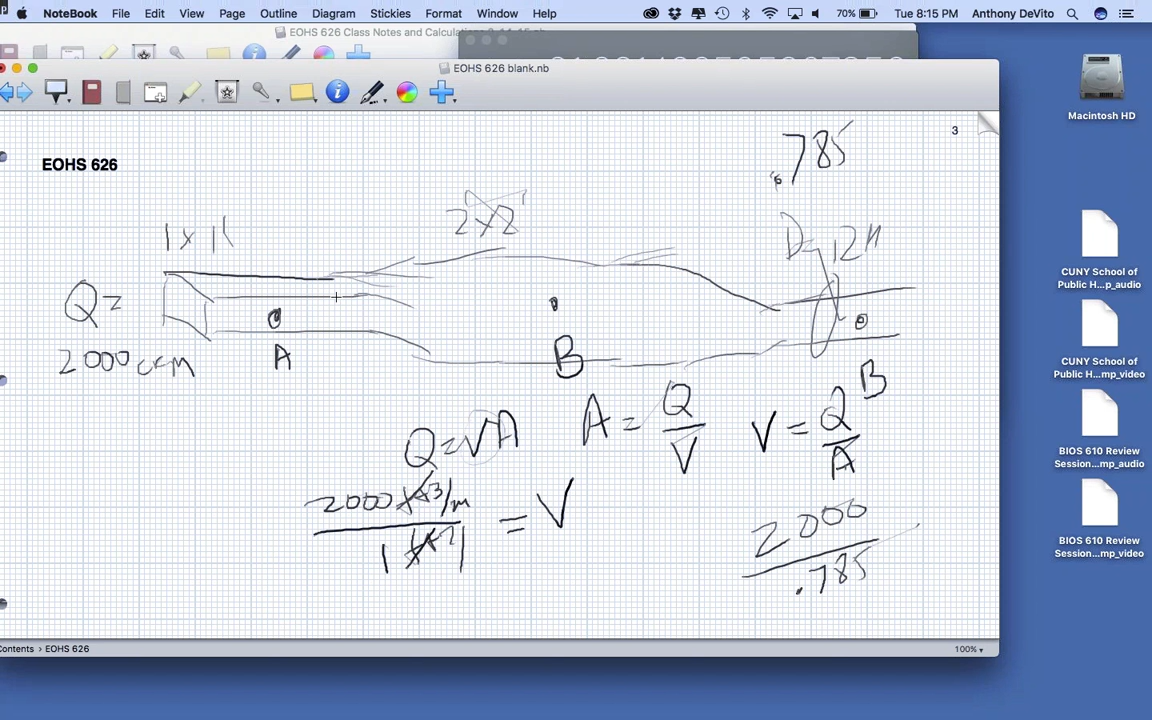 NoteBook File Edit View Page Outline Diagram Stickies Format Window Help 70% Tue 8:15 PM Anthony DeVito
EOHS 626 Class Notes and Calculations
EOHS 626 blank.nb
3
EOHS 626
.785
2x2'
D= 12"
Q=
2000 CFM
A
B
B
Q=VA
A = Q/V
V = Q/A
2000 ft3/m
1 ft2
= V
2000
.785
Contents › EOHS 626
100%
Macintosh HD
CUNY School of
Public H...mp_audio
CUNY School of
Public H...mp_video
BIOS 610 Review
Session...mp_audio
BIOS 610 Review
Session...mp_video